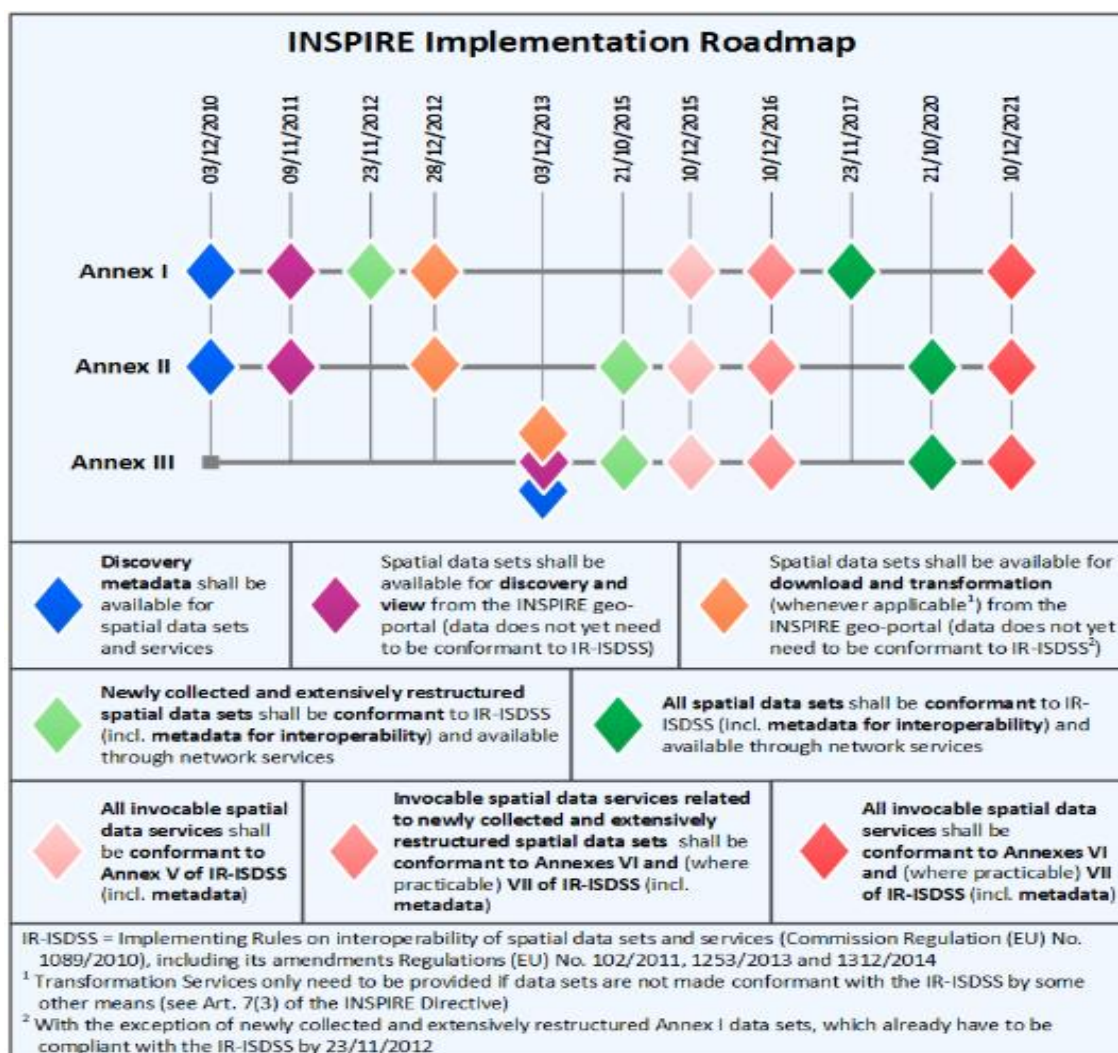 INSPIRE Implementation Roadmap
03/12/2010
09/11/2011
23/11/2012
28/12/2012
03/12/2013
21/10/2015
10/12/2015
10/12/2016
23/11/2017
21/10/2020
10/12/2021
Annex I
Annex II
Annex III
Discovery
metadata shall be
available for
spatial data sets
and services
Spatial data sets shall be
available for discovery and
view from the INSPIRE geo-
portal (data does not yet need
to be conformant to IR-ISDSS)
Spatial data sets shall be available for
download and transformation
(whenever applicable¹) from the
INSPIRE geo-portal (data does not yet
need to be conformant to IR-ISDSS²)
Newly collected and extensively restructured
spatial data sets shall be conformant to IR-ISDSS
(incl. metadata for interoperability) and available
through network services
All spatial data sets shall be conformant to IR-
ISDSS (incl. metadata for interoperability) and
available through network services
All invocable spatial
data services shall
be conformant to
Annex V of IR-ISDSS
(incl. metadata)
Invocable spatial data services related
to newly collected and extensively
restructured spatial data sets shall be
conformant to Annexes VI and (where
practicable) VII of IR-ISDSS (incl.
metadata)
All invocable spatial data
services shall be
conformant to Annexes VI
and (where practicable) VII
of IR-ISDSS (incl. metadata)
IR-ISDSS = Implementing Rules on interoperability of spatial data sets and services (Commission Regulation (EU) No.
1089/2010), including its amendments Regulations (EU) No. 102/2011, 1253/2013 and 1312/2014
¹ Transformation Services only need to be provided if data sets are not made conformant with the IR-ISDSS by some
other means (see Art. 7(3) of the INSPIRE Directive)
² With the exception of newly collected and extensively restructured Annex I data sets, which already have to be
compliant with the IR-ISDSS by 23/11/2012